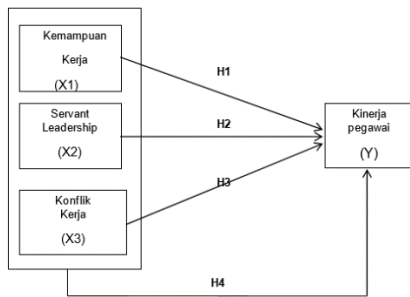 Kemampuan
Kerja
(X1)
H1
Servant
Leadership
(X2)
H2
Kinerja
pegawai
(Y)
Konflik
Kerja
(X3)
H3
H4